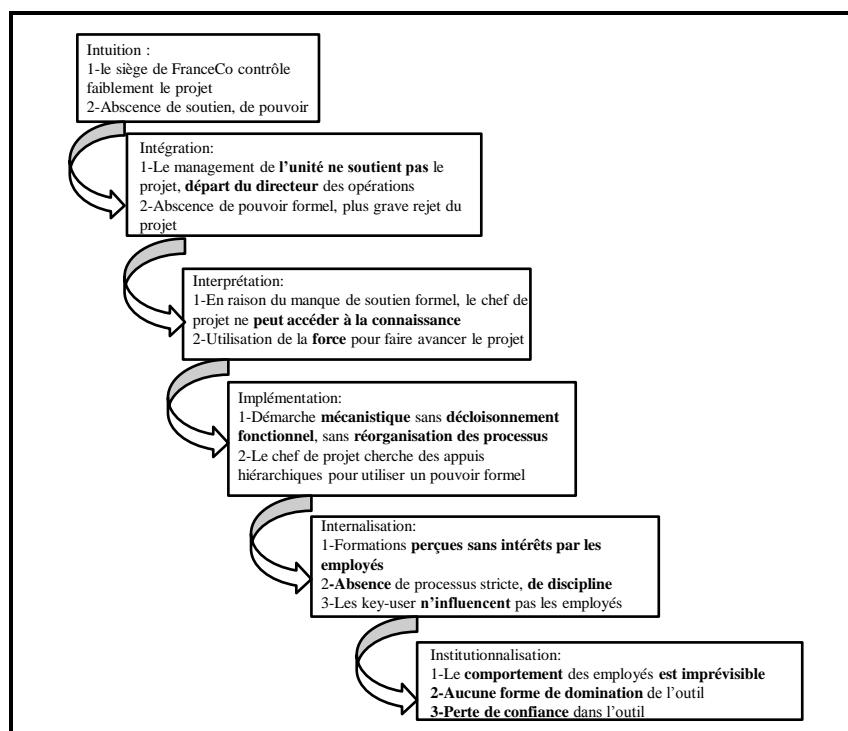 Intuition :
1-le siège de FranceCo contrôle
faiblement le projet
2-Abscence de soutien, de pouvoir
Intégration:
1-Le management de l’unité ne soutient pas le
projet, départ du directeur des opérations
2-Abscence de pouvoir formel, plus grave rejet du
projet
Interprétation:
1-En raison du manque de soutien formel, le chef de
projet ne peut accéder à la connaissance
2-Utilisation de la force pour faire avancer le projet
Implémentation:
1-Démarche mécanistique sans décloisonnement
fonctionnel, sans réorganisation des processus
2-Le chef de projet cherche des appuis
hiérarchiques pour utiliser un pouvoir formel
Internalisation:
1-Formations perçues sans intérêts par les
employés
2-Absence de processus stricte, de discipline
3-Les key-user n’influencent pas les employés
Institutionnalisation:
1-Le comportement des employés est imprévisible
2-Aucune forme de domination de l’outil
3-Perte de confiance dans l’outil